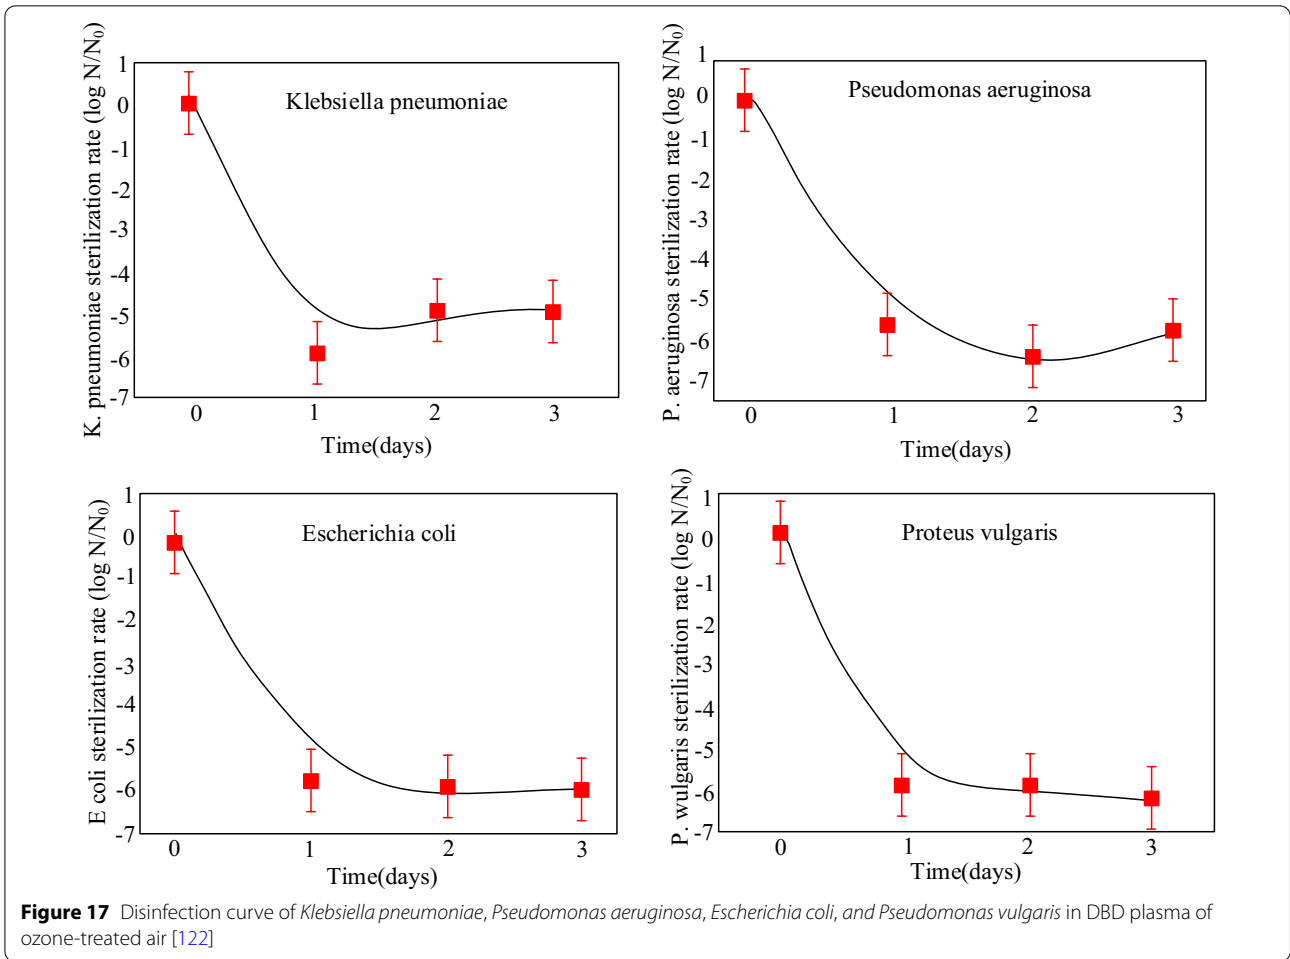 K. pneumoniae sterilization rate (log N/N0)
1
0
-1
-2
-3
-4
-5
-6
-7
Klebsiella pneumoniae
0 1 2 3
Time(days)
P. aeruginosa sterilization rate (log N/N0)
1
0
-1
-2
-3
-4
-5
-6
-7
Pseudomonas aeruginosa
0 1 2 3
Time(days)
E coli sterilization rate (log N/N0)
1
0
-1
-2
-3
-4
-5
-6
-7
Escherichia coli
0 1 2 3
Time(days)
P. wulgaris sterilization rate (log N/N0)
1
0
-1
-2
-3
-4
-5
-6
-7
Proteus vulgaris
0 1 2 3
Time(days)
Figure 17 Disinfection curve of Klebsiella pneumoniae, Pseudomonas aeruginosa, Escherichia coli, and Pseudomonas vulgaris in DBD plasma of
ozone-treated air [122]